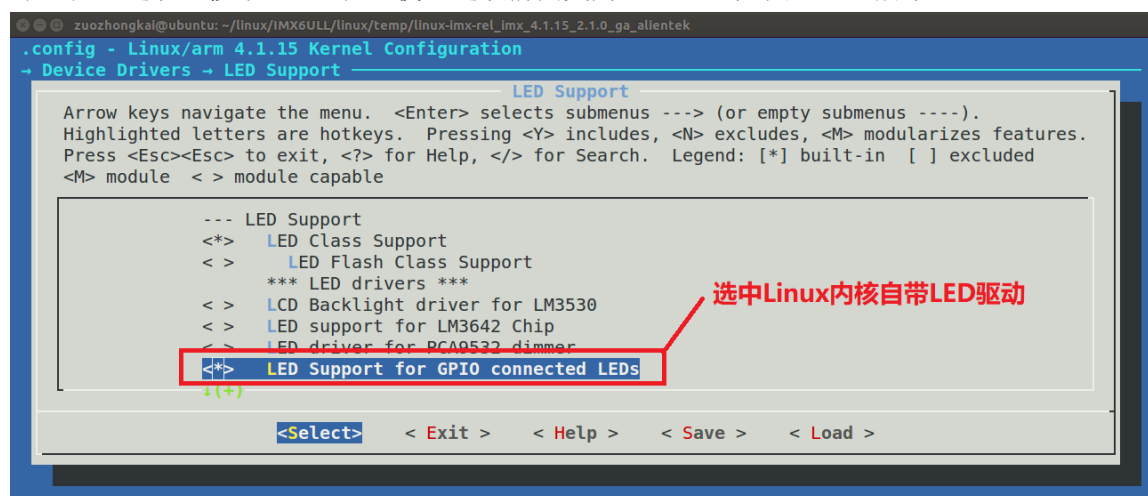 zuozhongkai@ubuntu: ~/linux/IMX6ULL/linux/temp/linux-imx-rel_imx_4.1.15_2.1.0_ga_alientek
.config - Linux/arm 4.1.15 Kernel Configuration
→ Device Drivers → LED Support
LED Support
Arrow keys navigate the menu.  <Enter> selects submenus ---> (or empty submenus ----).
Highlighted letters are hotkeys.  Pressing <Y> includes, <N> excludes, <M> modularizes features.
Press <Esc><Esc> to exit, <?> for Help, </> for Search.  Legend: [*] built-in  [ ] excluded
<M> module  < > module capable
--- LED Support
<*>   LED Class Support
< >     LED Flash Class Support
*** LED drivers ***
< >   LCD Backlight driver for LM3530
选中Linux内核自带LED驱动
< >   LED support for LM3642 Chip
< >   LED driver for PCA9532 dimmer
<*>   LED Support for GPIO connected LEDs
↕(+)
<Select>    < Exit >    < Help >    < Save >    < Load >